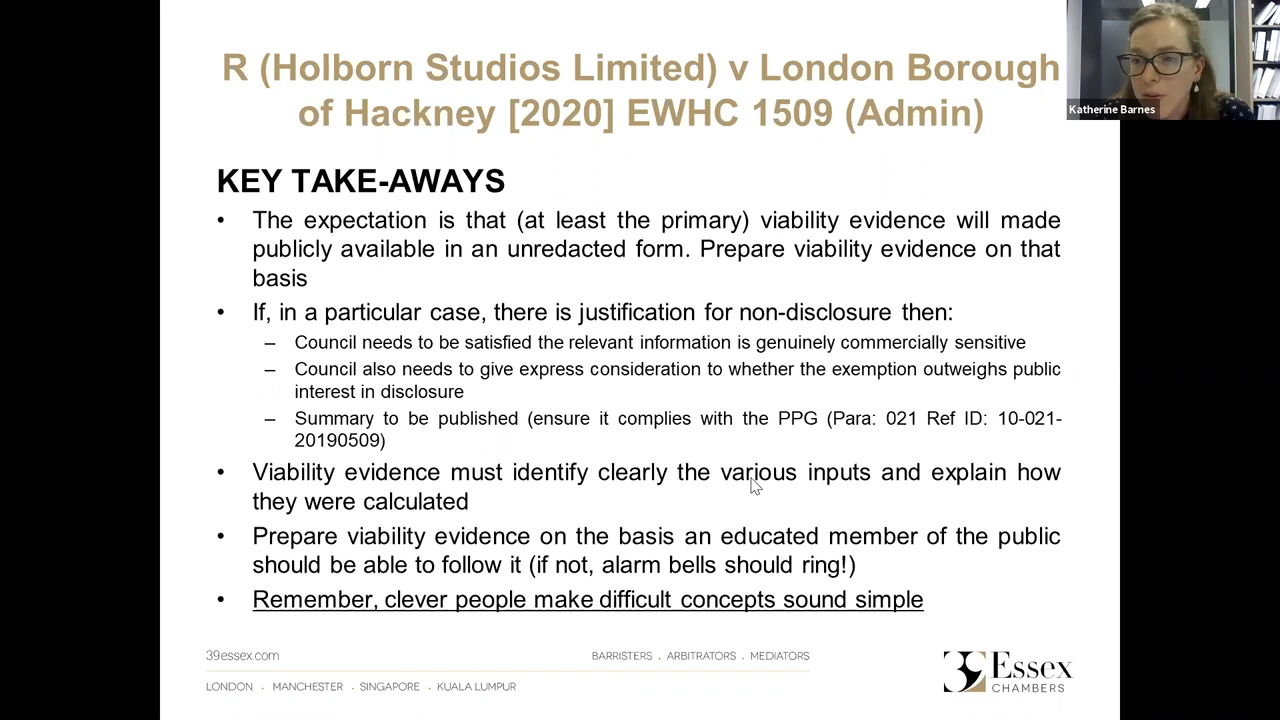 R (Holborn Studios Limited) v London Borough
of Hackney [2020] EWHC 1509 (Admin)
Katherine Barnes
KEY TAKE-AWAYS
• The expectation is that (at least the primary) viability evidence will made
publicly available in an unredacted form. Prepare viability evidence on that
basis
• If, in a particular case, there is justification for non-disclosure then:
– Council needs to be satisfied the relevant information is genuinely commercially sensitive
– Council also needs to give express consideration to whether the exemption outweighs public
interest in disclosure
– Summary to be published (ensure it complies with the PPG (Para: 021 Ref ID: 10-021-
20190509)
• Viability evidence must identify clearly the various inputs and explain how
they were calculated
• Prepare viability evidence on the basis an educated member of the public
should be able to follow it (if not, alarm bells should ring!)
• Remember, clever people make difficult concepts sound simple
39essex.com
BARRISTERS . ARBITRATORS . MEDIATORS
LONDON . MANCHESTER . SINGAPORE . KUALA LUMPUR
39 Essex
CHAMBERS